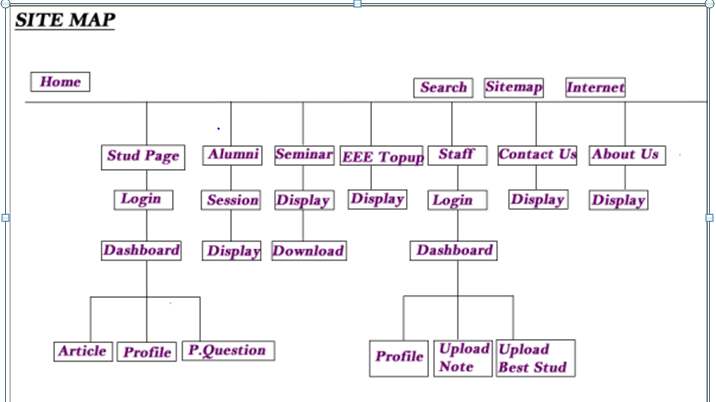 SITE MAP
Home
Search
Sitemap
Internet
Stud Page
Alumni
Seminar
EEE Topup
Staff
Contact Us
About Us
Login
Session
Display
Display
Login
Display
Display
Dashboard
Display
Download
Dashboard
Article
Profile
P.Question
Profile
Upload
Note
Upload
Best Stud